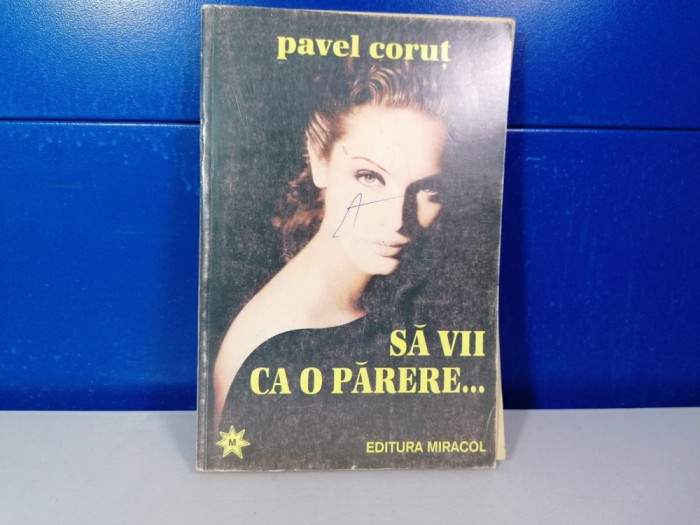 pavel coruț
SĂ VII
CA O PĂRERE...
M
EDITURA MIRACOL